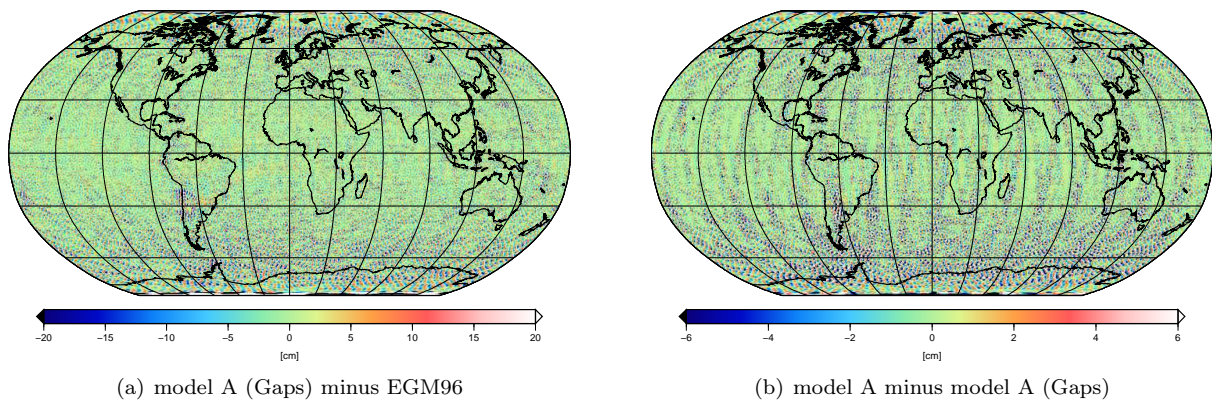 −20 −15 −10 −5 0 5 10 15 20
[cm]
(a) model A (Gaps) minus EGM96
−6 −4 −2 0 2 4 6
[cm]
(b) model A minus model A (Gaps)